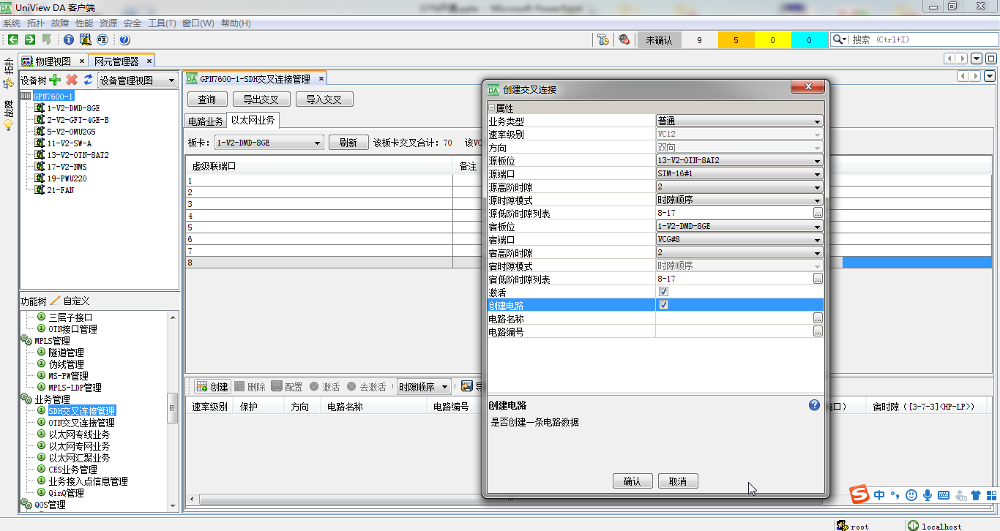 UniView DA 客户端
系统 拓扑 故障 性能 资源 安全 工具(T) 窗口(W) 帮助(H)
未确认 9 5 0 0 搜索 (Ctrl+I)
拓扑
故障
物理视图 × 网元管理器 ×
设备树 设备管理视图
GPN7600-1
1-V2-DMD-8GE
2-V2-GFT-4GE-B
5-V2-OMU2G5
11-V2-SW-A
13-V2-OTN-8AT2
17-V2-NMS
19-PWU220
21-FAN
功能树 自定义
三层子接口
OTN接口管理
MPLS管理
隧道管理
伪线管理
MS-PW管理
MPLS-LDP管理
业务管理
SDH交叉连接管理
OTN交叉连接管理
以太网专线业务
以太网专网业务
以太网汇聚业务
CES业务管理
业务接入点信息管理
QinQ管理
QOS管理
GPN7600-1-SDH交叉连接管理 ×
查询 导出交叉 导入交叉
电路业务 以太网业务
板卡: 1-V2-DMD-8GE 刷新 该板卡交叉合计: 70 该VC
虚级联端口 备注
1
2
3
4
5
6
7
8
创建 删除 配置 激活 去激活 时隙顺序
速率级别 保护 方向 电路名称 电路编号 端口) 宿时隙([3-7-3]<HP-LP>)
创建交叉连接
属性
业务类型 普通
速率级别 VC12
方向 双向
源板位 13-V2-OTN-8AT2
源端口 STM-16#1
源高阶时隙 2
源时隙模式 时隙顺序
源低阶时隙列表 8-17 ...
宿板位 1-V2-DMD-8GE
宿端口 VCG#8
宿高阶时隙 2
宿时隙模式 时隙顺序
宿低阶时隙列表 8-17 ...
激活
创建电路
电路名称 ...
电路编号 ...
创建电路
是否创建一条电路数据
确认 取消
中
root localhost